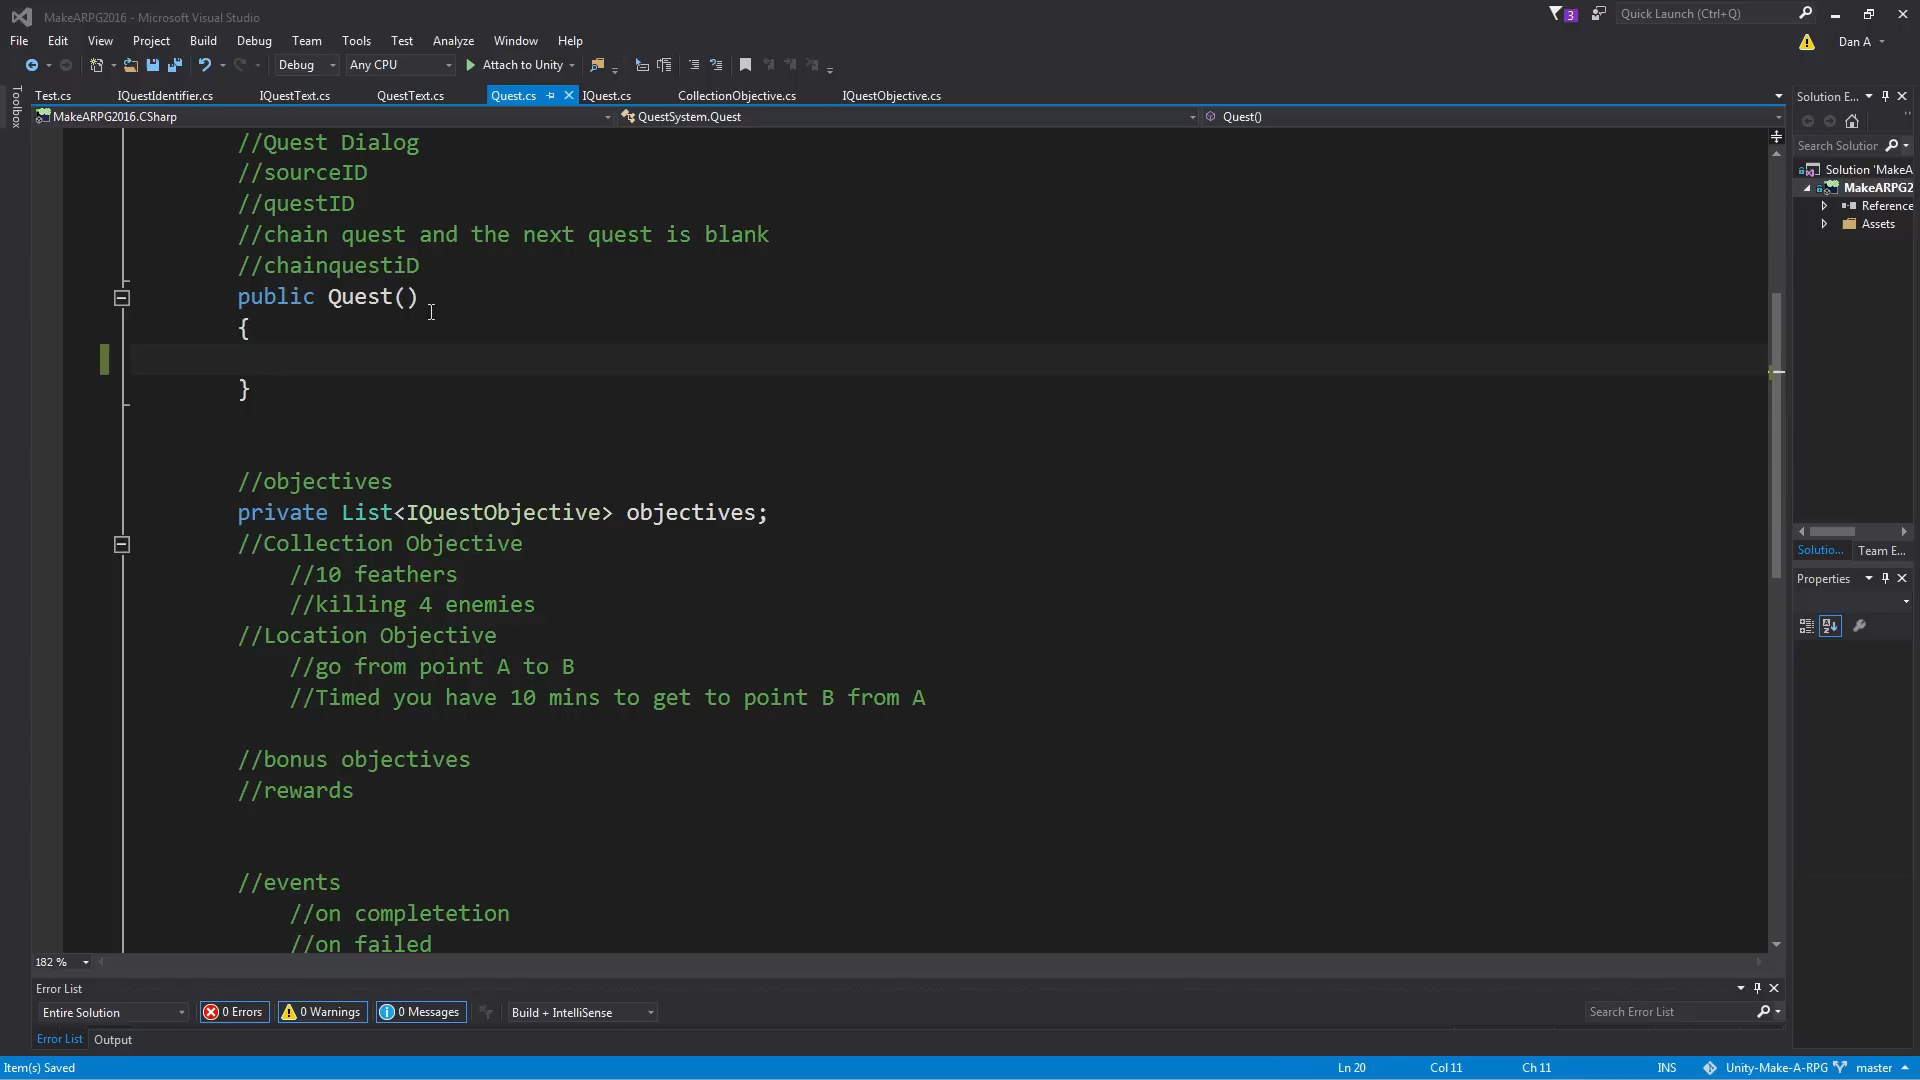 MakeARPG2016 - Microsoft Visual Studio
3
Quick Launch (Ctrl+Q)
File Edit View Project Build Debug Team Tools Test Analyze Window Help
Dan A
Debug Any CPU Attach to Unity
Toolbox
Test.cs IQuestIdentifier.cs IQuestText.cs QuestText.cs Quest.cs IQuest.cs CollectionObjective.cs IQuestObjective.cs
MakeARPG2016.CSharp QuestSystem.Quest Quest()
//Quest Dialog
//sourceID
//questID
//chain quest and the next quest is blank
//chainquestiD
public Quest()
{
}
//objectives
private List<IQuestObjective> objectives;
//Collection Objective
//10 feathers
//killing 4 enemies
//Location Objective
//go from point A to B
//Timed you have 10 mins to get to point B from A
//bonus objectives
//rewards
//events
//on completetion
//on failed
182 %
Solution E...
Search Solution
Solution 'MakeA
MakeARPG2
Reference
Assets
Solutio... Team E...
Properties
Error List
Entire Solution 0 Errors 0 Warnings 0 Messages Build + IntelliSense Search Error List
Error List Output
Item(s) Saved Ln 20 Col 11 Ch 11 INS Unity-Make-A-RPG master